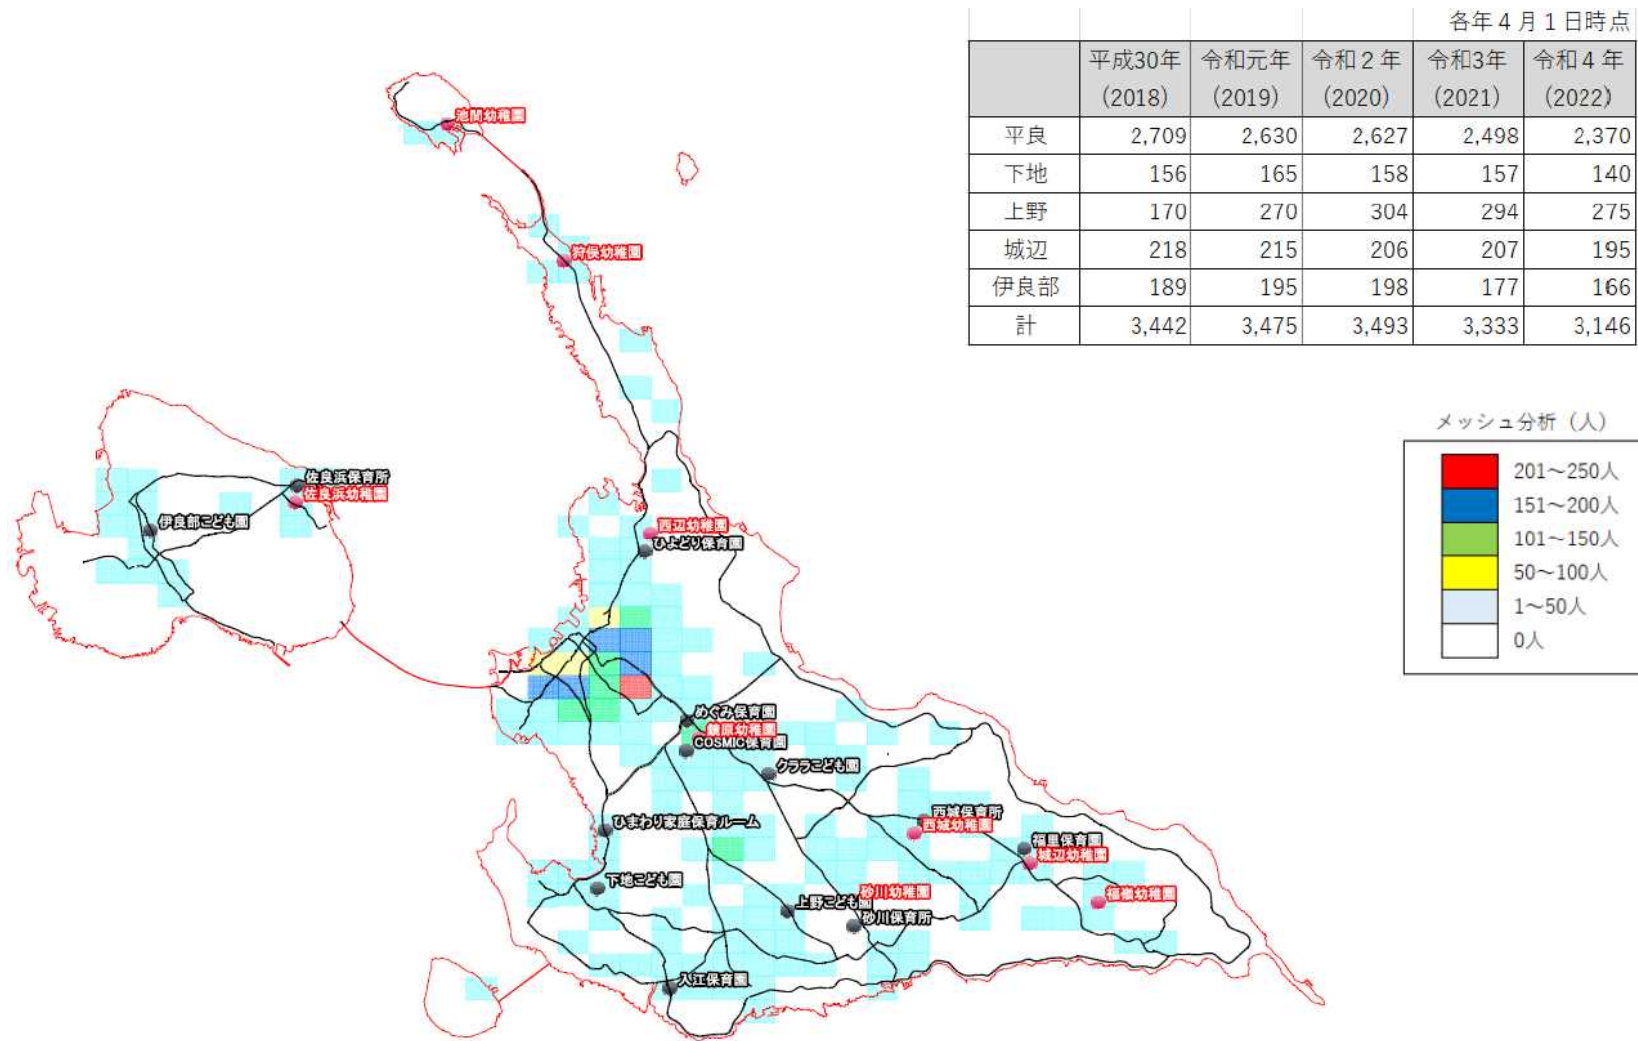 各年４月１日時点
平成30年 令和元年 令和２年 令和3年 令和４年
(2018) (2019) (2020) (2021) (2022)
平良 2,709 2,630 2,627 2,498 2,370
下地 156 165 158 157 140
上野 170 270 304 294 275
城辺 218 215 206 207 195
伊良部 189 195 198 177 166
計 3,442 3,475 3,493 3,333 3,146
池間幼稚園
狩俣幼稚園
メッシュ分析（人）
201～250人
151～200人
101～150人
50～100人
1～50人
0人
佐良浜保育所
佐良浜幼稚園
伊良部こども園
西辺幼稚園
ひよどり保育園
めぐみ保育園
鏡原幼稚園
COSMIC保育園
クララこども園
西城保育所
西城幼稚園
ひまわり家庭保育ルーム
福里保育園
城辺幼稚園
下地こども園
砂川幼稚園
福嶺幼稚園
上野こども園
砂川保育所
入江保育園